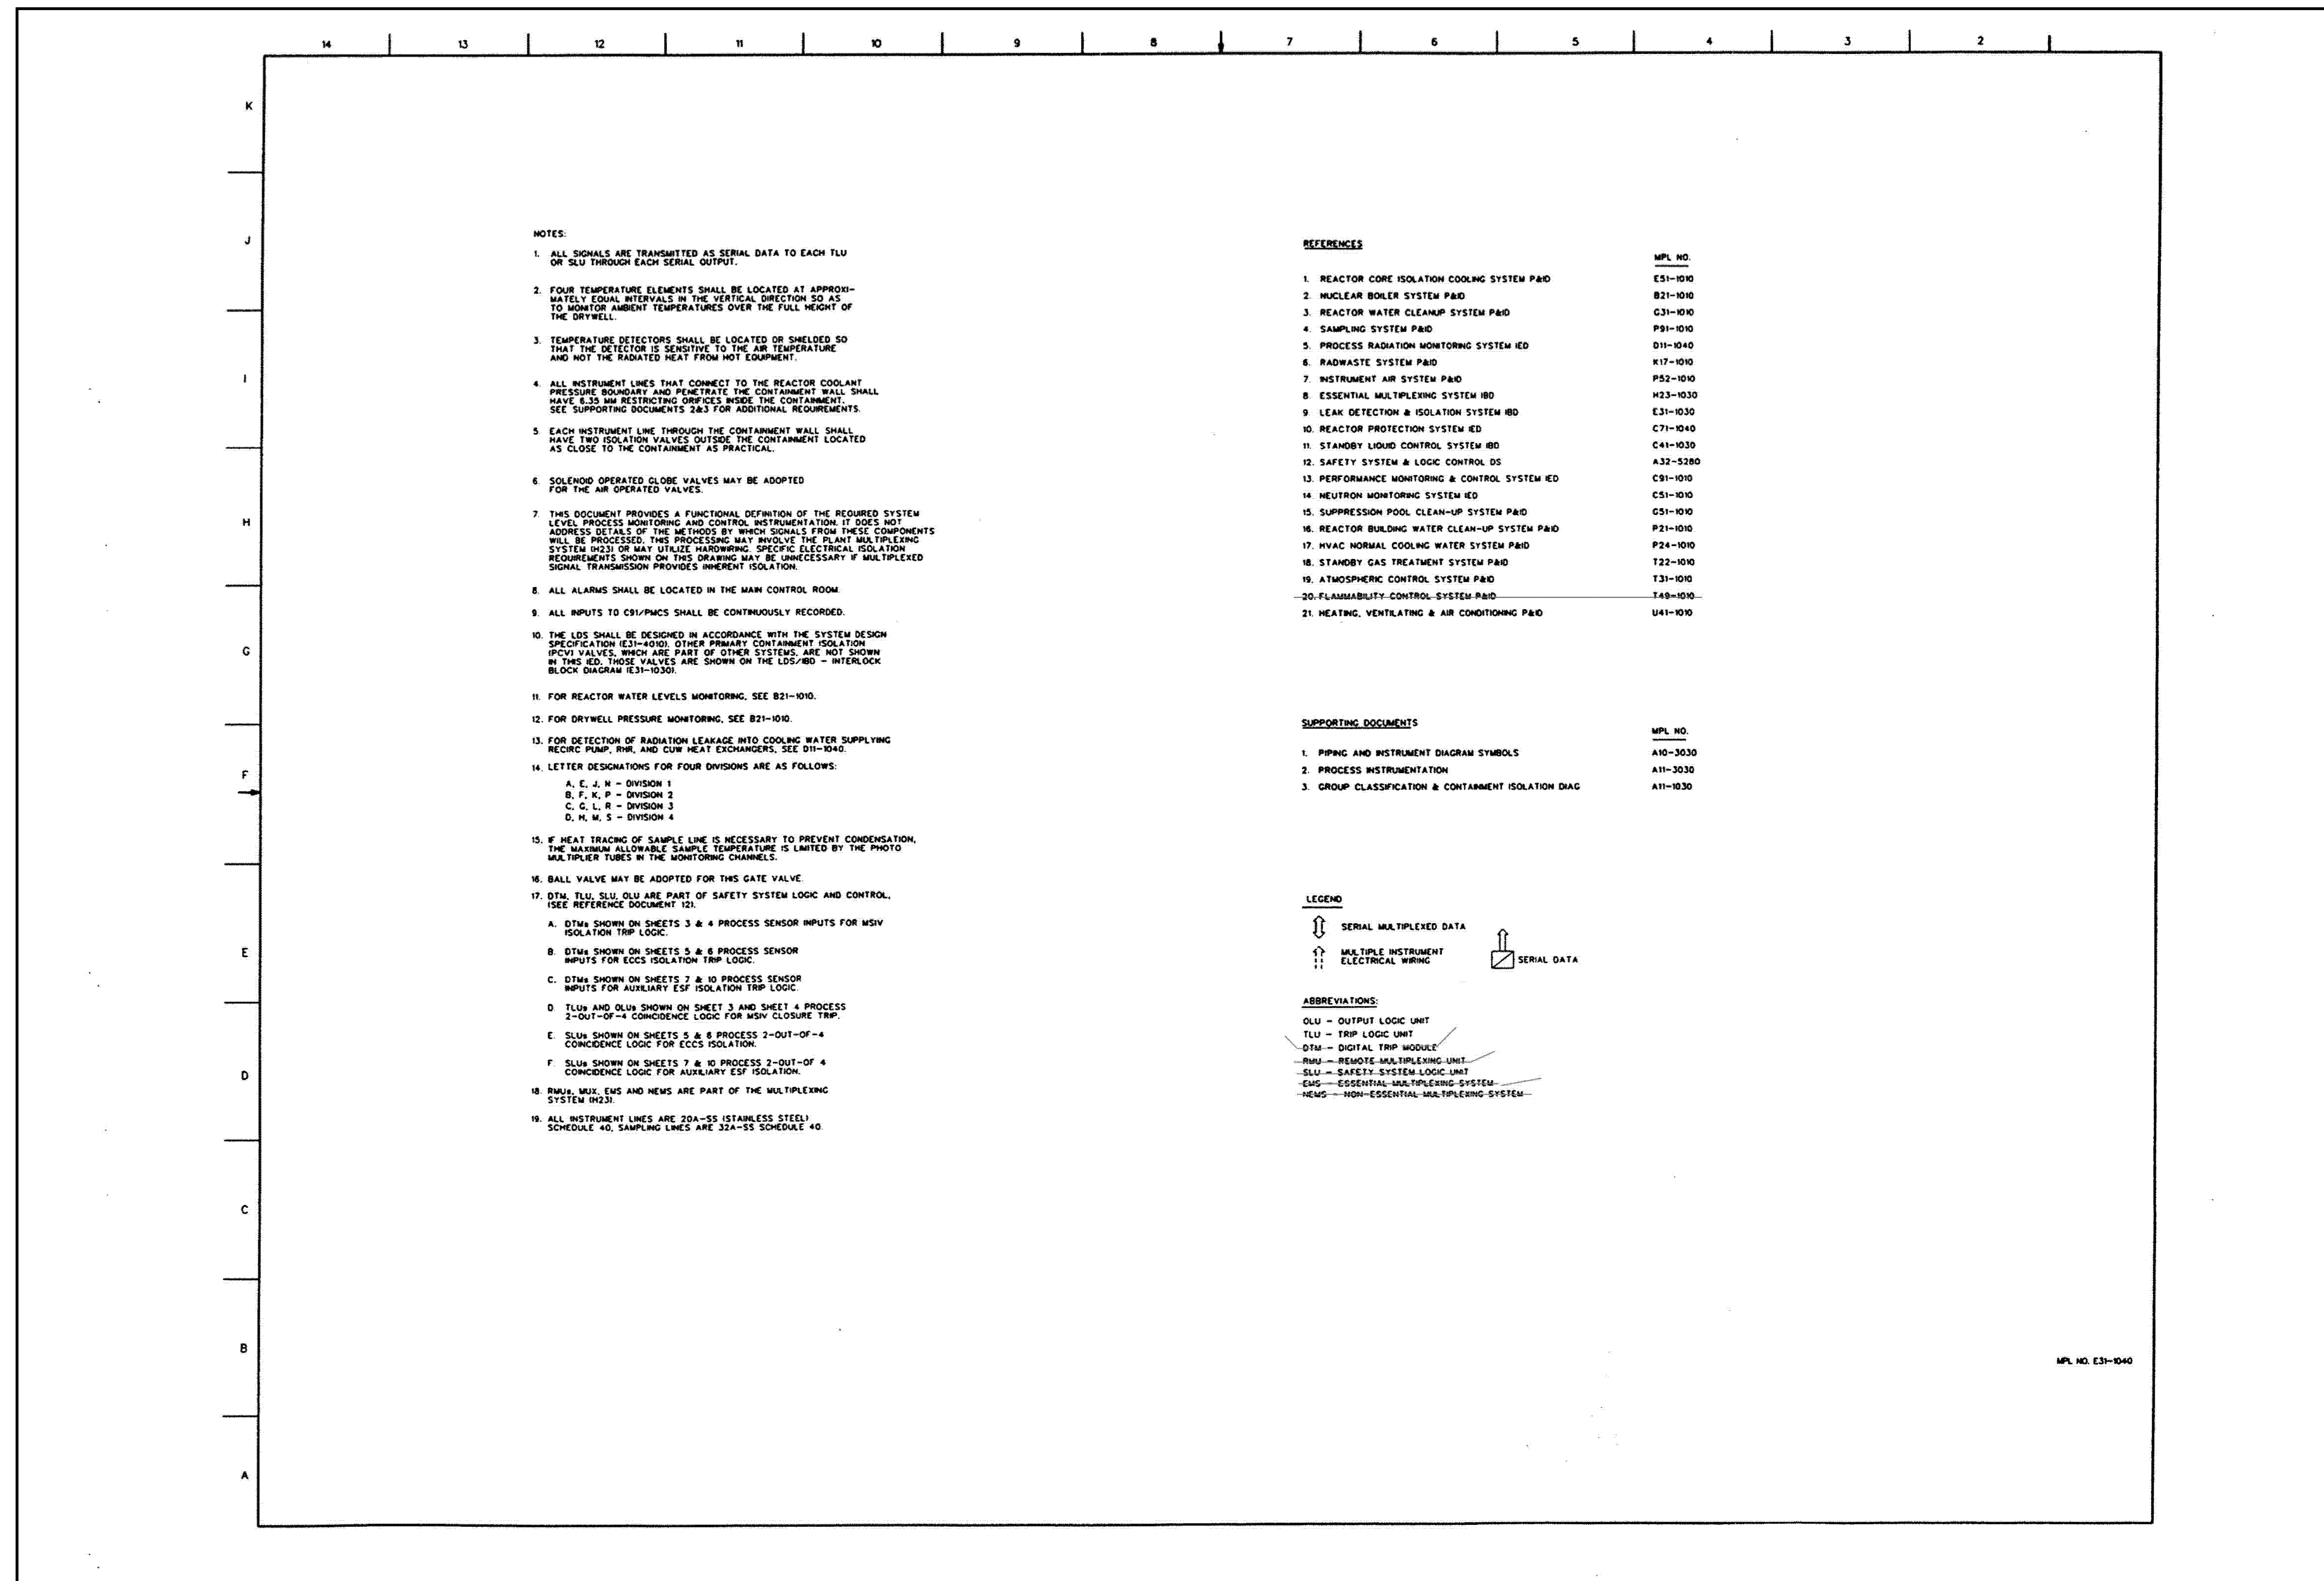 14 13 12 11 10 9 8 7 6 5 4 3 2
K
J
I
H
G
F
E
D
C
B
A
NOTES:
1. ALL SIGNALS ARE TRANSMITTED AS SERIAL DATA TO EACH TLU
OR SLU THROUGH EACH SERIAL OUTPUT.
2. FOUR TEMPERATURE ELEMENTS SHALL BE LOCATED AT APPROXI-
MATELY EQUAL INTERVALS IN THE VERTICAL DIRECTION SO AS
TO MONITOR AMBIENT TEMPERATURES OVER THE FULL HEIGHT OF
THE DRYWELL.
3. TEMPERATURE DETECTORS SHALL BE LOCATED OR SHIELDED SO
THAT THE DETECTOR IS SENSITIVE TO THE AIR TEMPERATURE
AND NOT THE RADIATED HEAT FROM HOT EQUIPMENT.
4. ALL INSTRUMENT LINES THAT CONNECT TO THE REACTOR COOLANT
PRESSURE BOUNDARY AND PENETRATE THE CONTAINMENT WALL SHALL
HAVE 6.35 MM RESTRICTING ORIFICES INSIDE THE CONTAINMENT.
SEE SUPPORTING DOCUMENTS 2&3 FOR ADDITIONAL REQUIREMENTS.
5. EACH INSTRUMENT LINE THROUGH THE CONTAINMENT WALL SHALL
HAVE TWO ISOLATION VALVES OUTSIDE THE CONTAINMENT LOCATED
AS CLOSE TO THE CONTAINMENT AS PRACTICAL.
6. SOLENOID OPERATED GLOBE VALVES MAY BE ADOPTED
FOR THE AIR OPERATED VALVES.
7. THIS DOCUMENT PROVIDES A FUNCTIONAL DEFINITION OF THE REQUIRED SYSTEM
LEVEL PROCESS MONITORING AND CONTROL INSTRUMENTATION. IT DOES NOT
ADDRESS DETAILS OF THE METHODS BY WHICH SIGNALS FROM THESE COMPONENTS
WILL BE PROCESSED. THIS PROCESSING MAY INVOLVE THE PLANT MULTIPLEXING
SYSTEM (H23) OR MAY UTILIZE HARDWIRING. SPECIFIC ELECTRICAL ISOLATION
REQUIREMENTS SHOWN ON THIS DRAWING MAY BE UNNECESSARY IF MULTIPLEXED
SIGNAL TRANSMISSION PROVIDES INHERENT ISOLATION.
8. ALL ALARMS SHALL BE LOCATED IN THE MAIN CONTROL ROOM.
9. ALL INPUTS TO C91/PMCS SHALL BE CONTINUOUSLY RECORDED.
10. THE LDS SHALL BE DESIGNED IN ACCORDANCE WITH THE SYSTEM DESIGN
SPECIFICATION (E31-4010). OTHER PRIMARY CONTAINMENT ISOLATION
(PCV) VALVES, WHICH ARE PART OF OTHER SYSTEMS, ARE NOT SHOWN
IN THIS IED. THOSE VALVES ARE SHOWN ON THE LDS/IBD - INTERLOCK
BLOCK DIAGRAM (E31-1030).
11. FOR REACTOR WATER LEVELS MONITORING, SEE B21-1010.
12. FOR DRYWELL PRESSURE MONITORING, SEE B21-1010.
13. FOR DETECTION OF RADIATION LEAKAGE INTO COOLING WATER SUPPLYING
RECIRC PUMP, RHR, AND CUW HEAT EXCHANGERS, SEE D11-1040.
14. LETTER DESIGNATIONS FOR FOUR DIVISIONS ARE AS FOLLOWS:
A, E, J, N - DIVISION 1
B, F, K, P - DIVISION 2
C, G, L, R - DIVISION 3
D, H, M, S - DIVISION 4
15. IF HEAT TRACING OF SAMPLE LINE IS NECESSARY TO PREVENT CONDENSATION,
THE MAXIMUM ALLOWABLE SAMPLE TEMPERATURE IS LIMITED BY THE PHOTO
MULTIPLIER TUBES IN THE MONITORING CHANNELS.
16. BALL VALVE MAY BE ADOPTED FOR THIS GATE VALVE.
17. DTM, TLU, SLU, OLU ARE PART OF SAFETY SYSTEM LOGIC AND CONTROL,
(SEE REFERENCE DOCUMENT 12).
A. DTMs SHOWN ON SHEETS 3 & 4 PROCESS SENSOR INPUTS FOR MSIV
ISOLATION TRIP LOGIC.
B. DTMs SHOWN ON SHEETS 5 & 6 PROCESS SENSOR
INPUTS FOR ECCS ISOLATION TRIP LOGIC.
C. DTMs SHOWN ON SHEETS 7 & 10 PROCESS SENSOR
INPUTS FOR AUXILIARY ESF ISOLATION TRIP LOGIC.
D. TLUs AND OLUs SHOWN ON SHEET 3 AND SHEET 4 PROCESS
2-OUT-OF-4 COINCIDENCE LOGIC FOR MSIV CLOSURE TRIP.
E. SLUs SHOWN ON SHEETS 5 & 6 PROCESS 2-OUT-OF-4
COINCIDENCE LOGIC FOR ECCS ISOLATION.
F. SLUs SHOWN ON SHEETS 7 & 10 PROCESS 2-OUT-OF 4
COINCIDENCE LOGIC FOR AUXILIARY ESF ISOLATION.
18. RMUs, MUX, EMS AND NEMS ARE PART OF THE MULTIPLEXING
SYSTEM (H23).
19. ALL INSTRUMENT LINES ARE 20A-SS (STAINLESS STEEL)
SCHEDULE 40, SAMPLING LINES ARE 32A-SS SCHEDULE 40.
REFERENCES
MPL NO.
1. REACTOR CORE ISOLATION COOLING SYSTEM P&ID E51-1010
2. NUCLEAR BOILER SYSTEM P&ID B21-1010
3. REACTOR WATER CLEANUP SYSTEM P&ID G31-1010
4. SAMPLING SYSTEM P&ID P91-1010
5. PROCESS RADIATION MONITORING SYSTEM IED D11-1040
6. RADWASTE SYSTEM P&ID K17-1010
7. INSTRUMENT AIR SYSTEM P&ID P52-1010
8. ESSENTIAL MULTIPLEXING SYSTEM IBD H23-1030
9. LEAK DETECTION & ISOLATION SYSTEM IBD E31-1030
10. REACTOR PROTECTION SYSTEM IED C71-1040
11. STANDBY LIQUID CONTROL SYSTEM IBD C41-1030
12. SAFETY SYSTEM & LOGIC CONTROL DS A32-5280
13. PERFORMANCE MONITORING & CONTROL SYSTEM IED C91-1010
14. NEUTRON MONITORING SYSTEM IED C51-1010
15. SUPPRESSION POOL CLEAN-UP SYSTEM P&ID G51-1010
16. REACTOR BUILDING WATER CLEAN-UP SYSTEM P&ID P21-1010
17. HVAC NORMAL COOLING WATER SYSTEM P&ID P24-1010
18. STANDBY GAS TREATMENT SYSTEM P&ID T22-1010
19. ATMOSPHERIC CONTROL SYSTEM P&ID T31-1010
20. FLAMMABILITY CONTROL SYSTEM P&ID T49-1010
21. HEATING, VENTILATING & AIR CONDITIONING P&ID U41-1010
SUPPORTING DOCUMENTS
MPL NO.
1. PIPING AND INSTRUMENT DIAGRAM SYMBOLS A10-3030
2. PROCESS INSTRUMENTATION A11-3030
3. GROUP CLASSIFICATION & CONTAINMENT ISOLATION DIAG A11-1030
LEGEND
SERIAL MULTIPLEXED DATA
MULTIPLE INSTRUMENT
ELECTRICAL WIRING
SERIAL DATA
ABBREVIATIONS:
OLU - OUTPUT LOGIC UNIT
TLU - TRIP LOGIC UNIT
DTM - DIGITAL TRIP MODULE
RMU - REMOTE MULTIPLEXING UNIT
SLU - SAFETY SYSTEM LOGIC UNIT
EMS - ESSENTIAL MULTIPLEXING SYSTEM
NEMS - NON-ESSENTIAL MULTIPLEXING SYSTEM
MPL NO. E31-1040